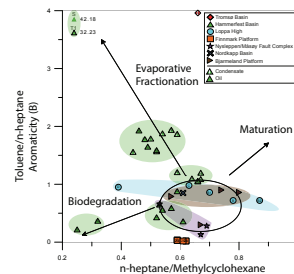 4
3
2
1
0
0.2
0.4
0.6
0.8
1
Toluene/n-heptane
Aromaticity (B)
n-heptane/Methylcyclohexane
42.18
32.23
Evaporative
Fractionation
Maturation
Biodegradation
Tromsø Basin
Hammerfest Basin
Loppa High
Finnmark Platform
Nysleppen/Måsøy Fault Complex
Nordkapp Basin
Bjarmeland Platform
Condensate
Oil